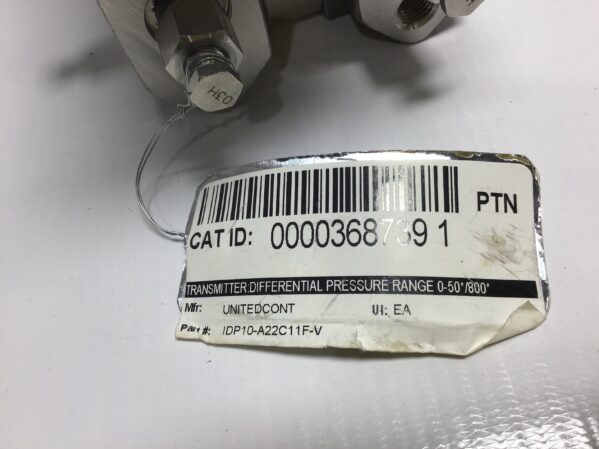 03H
PTN
CAT ID: 0000368739 1
TRANSMITTER:DIFFERENTIAL PRESSURE RANGE 0-50"/800"
Mfr: UNITEDCONT UI: EA
Part #: IDP10-A22C11F-V